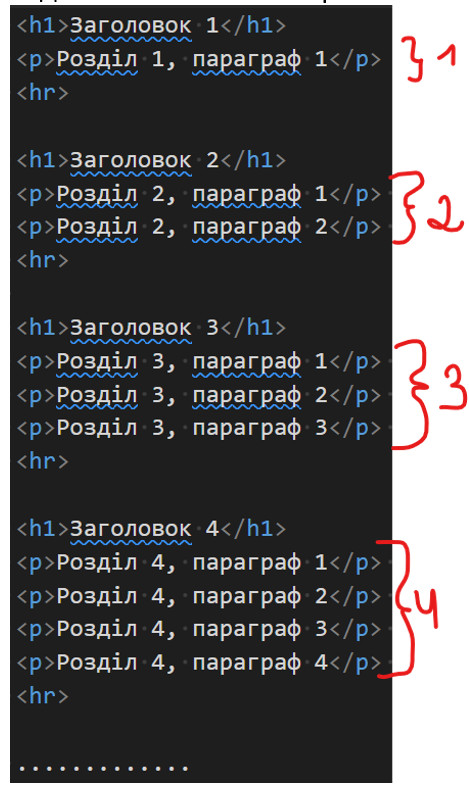 <h1>Заголовок 1</h1>
<p>Розділ 1, параграф 1</p> 1
<hr>
<h1>Заголовок 2</h1>
<p>Розділ 2, параграф 1</p> 2
<p>Розділ 2, параграф 2</p>
<hr>
<h1>Заголовок 3</h1>
<p>Розділ 3, параграф 1</p>
<p>Розділ 3, параграф 2</p> 3
<p>Розділ 3, параграф 3</p>
<hr>
<h1>Заголовок 4</h1>
<p>Розділ 4, параграф 1</p>
<p>Розділ 4, параграф 2</p> 4
<p>Розділ 4, параграф 3</p>
<p>Розділ 4, параграф 4</p>
<hr>
.............